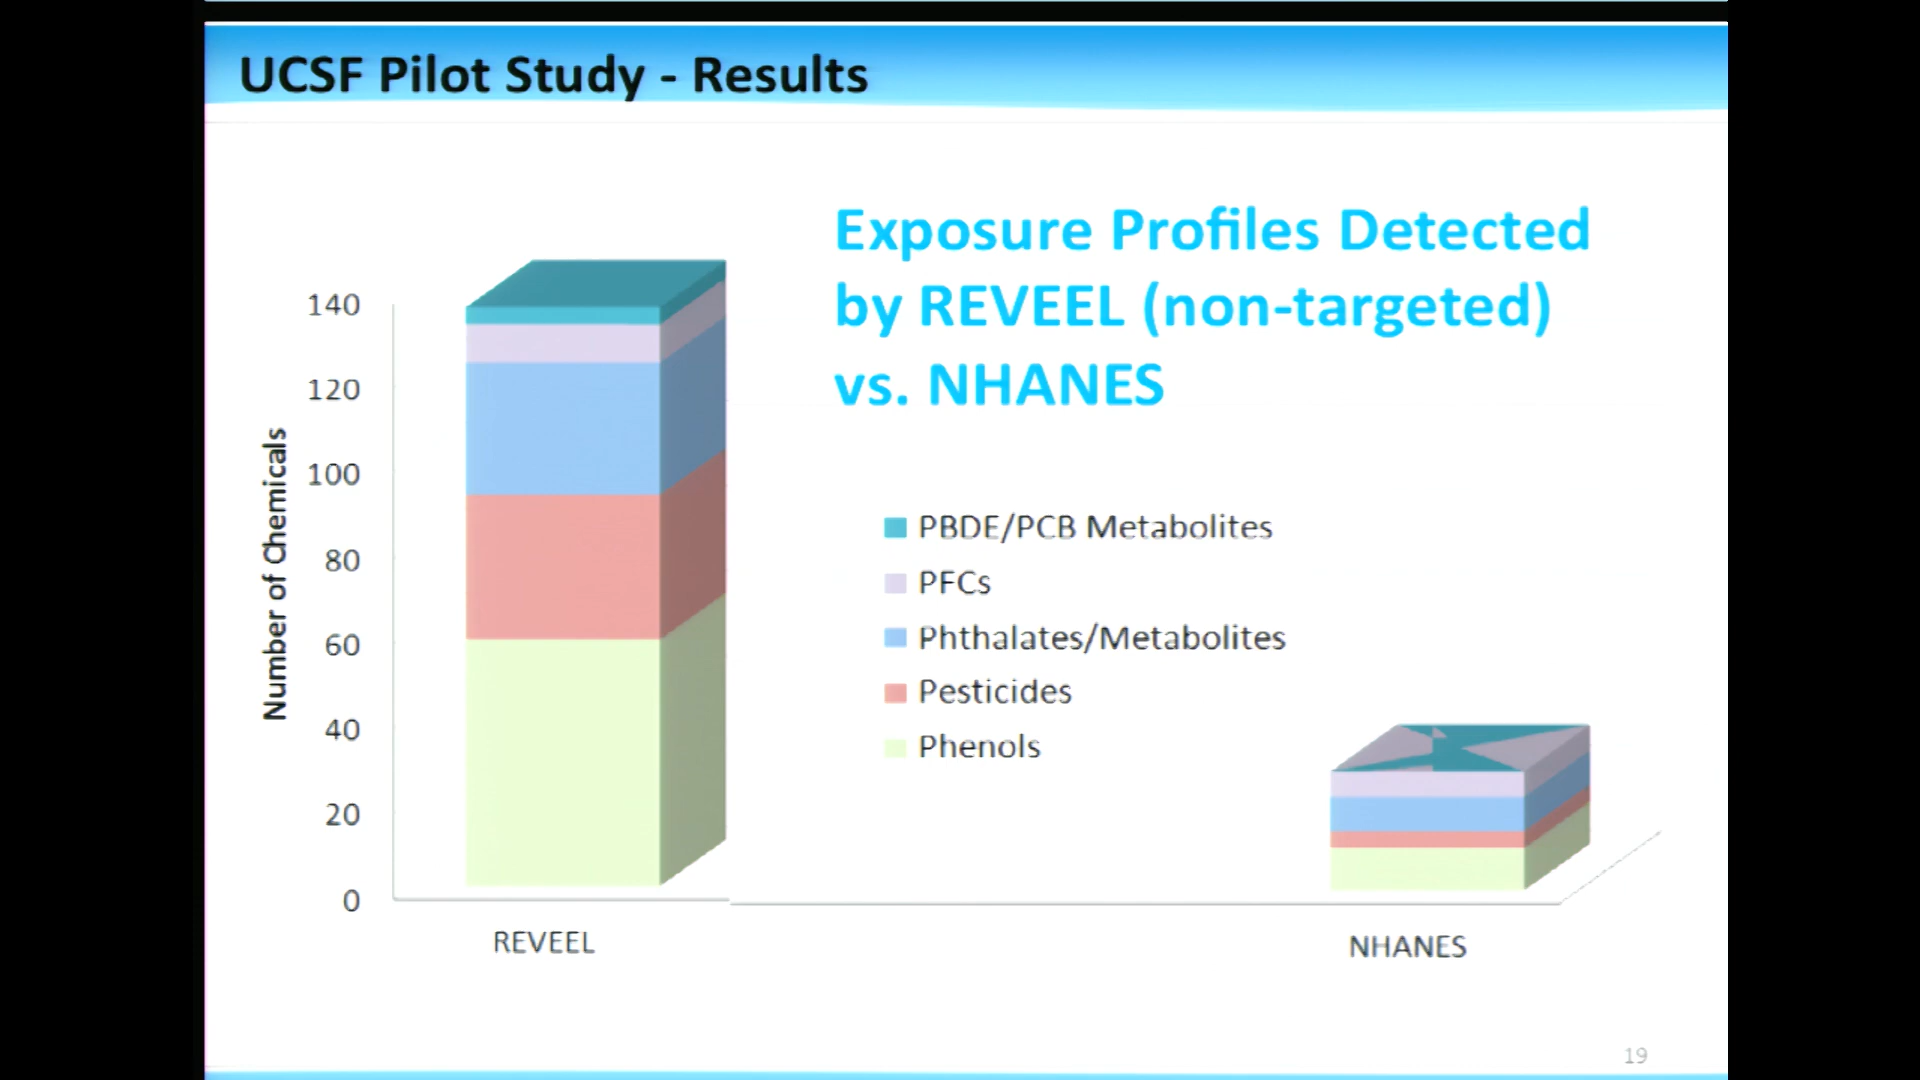 UCSF Pilot Study - Results
Exposure Profiles Detected
by REVEEL (non-targeted)
vs. NHANES
Number of Chemicals
140
120
100
80
60
40
20
0
PBDE/PCB Metabolites
PFCs
Phthalates/Metabolites
Pesticides
Phenols
REVEEL
NHANES
19